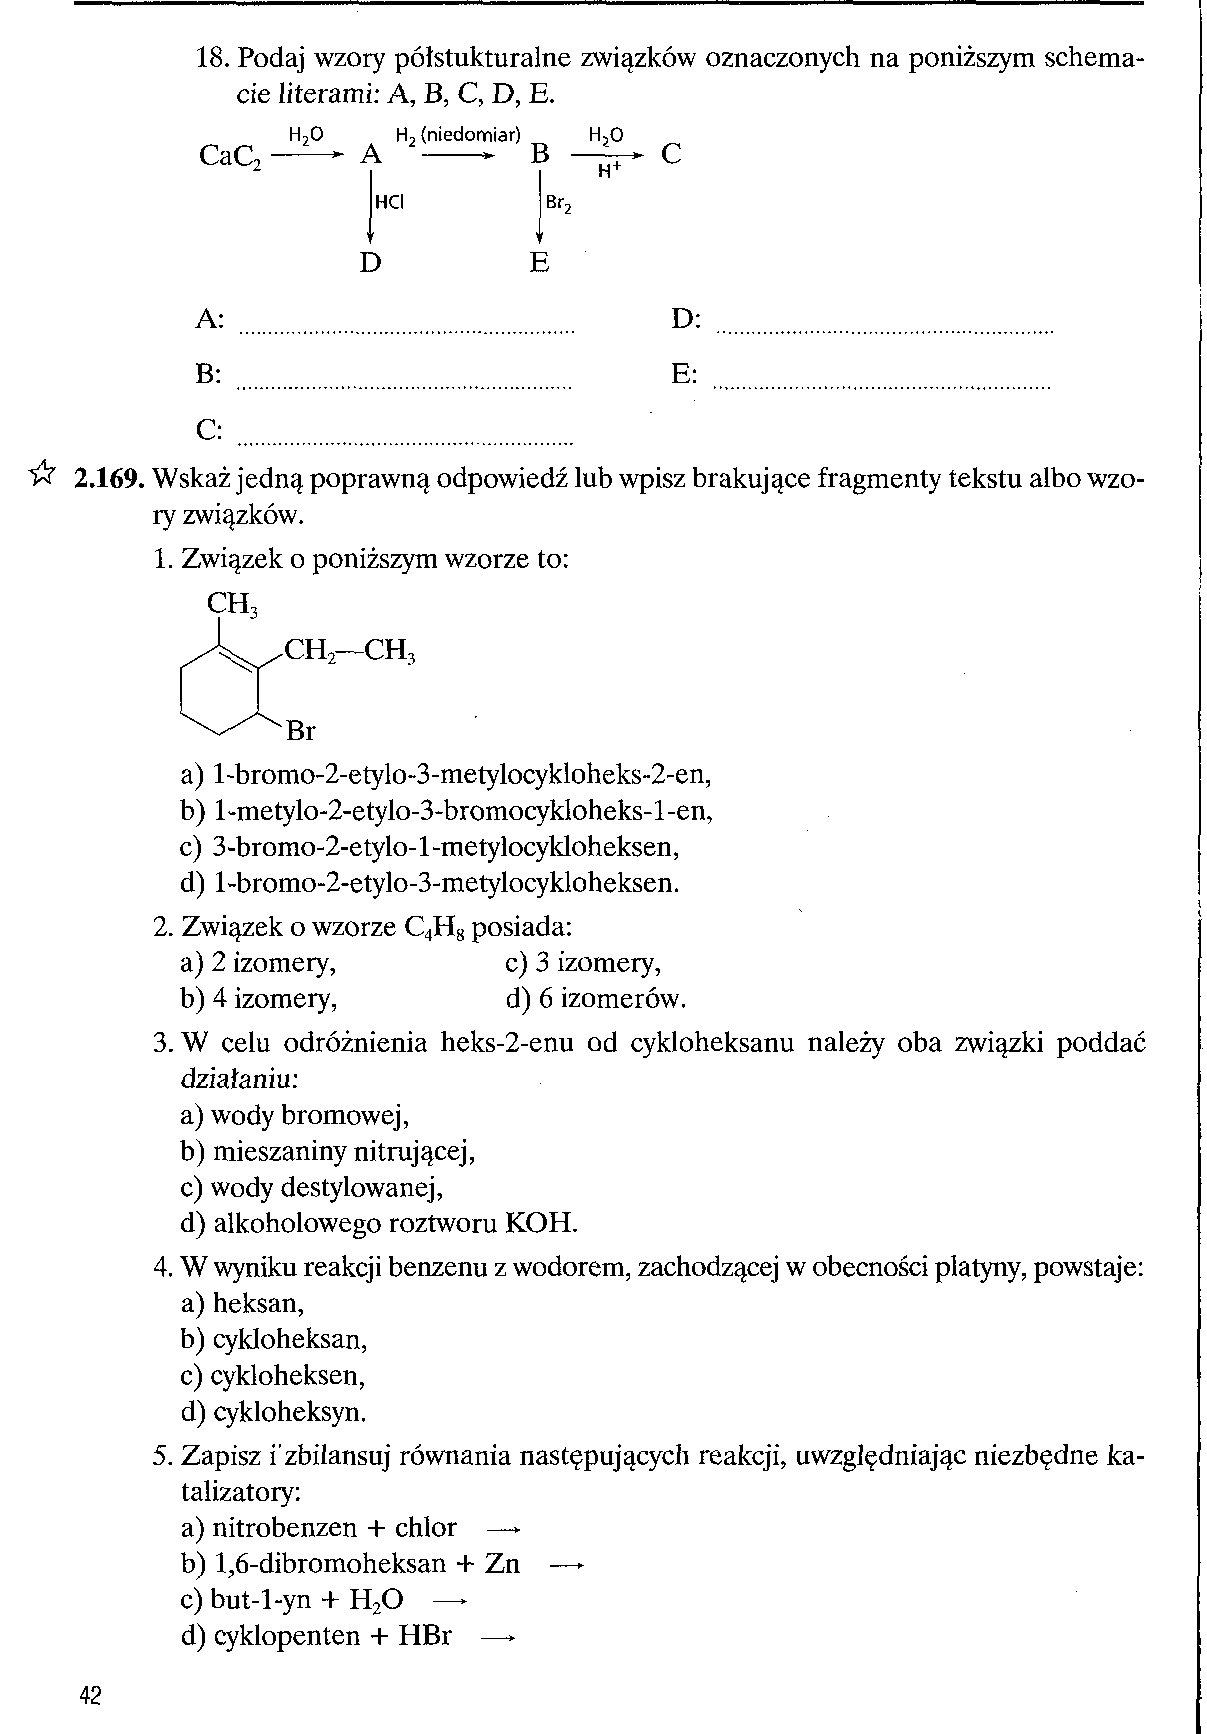 18. Podaj wzory półstukturalne związków oznaczonych na poniższym schema-
cie literami: A, B, C, D, E.
H₂O H₂ (niedomiar) H₂O
CaC₂ → A → B → C
H⁺
HCl Br₂
D E
A: D:
B: E:
C:
☆ 2.169. Wskaż jedną poprawną odpowiedź lub wpisz brakujące fragmenty tekstu albo wzo-
ry związków.
1. Związek o poniższym wzorze to:
CH₃
CH₂—CH₃
Br
a) 1-bromo-2-etylo-3-metylocykloheks-2-en,
b) 1-metylo-2-etylo-3-bromocykloheks-1-en,
c) 3-bromo-2-etylo-1-metylocykloheksen,
d) 1-bromo-2-etylo-3-metylocykloheksen.
2. Związek o wzorze C₄H₈ posiada:
a) 2 izomery, c) 3 izomery,
b) 4 izomery, d) 6 izomerów.
3. W celu odróżnienia heks-2-enu od cykloheksanu należy oba związki poddać
działaniu:
a) wody bromowej,
b) mieszaniny nitrującej,
c) wody destylowanej,
d) alkoholowego roztworu KOH.
4. W wyniku reakcji benzenu z wodorem, zachodzącej w obecności platyny, powstaje:
a) heksan,
b) cykloheksan,
c) cykloheksen,
d) cykloheksyn.
5. Zapisz i zbilansuj równania następujących reakcji, uwzględniając niezbędne ka-
talizatory:
a) nitrobenzen + chlor →
b) 1,6-dibromoheksan + Zn →
c) but-1-yn + H₂O →
d) cyklopenten + HBr →
42